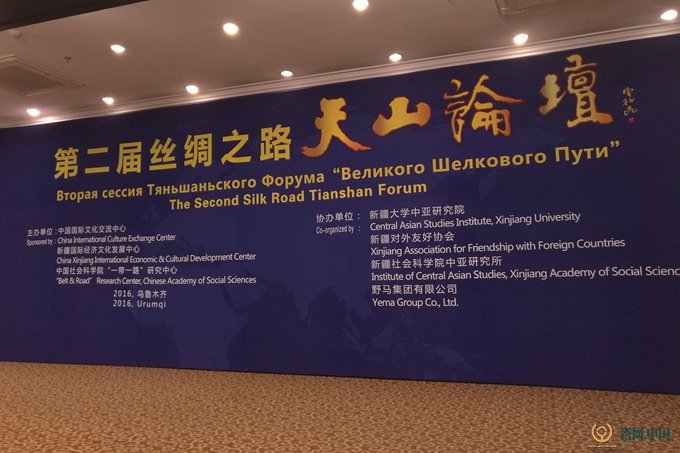 第二届丝绸之路天山論壇
Вторая сессия Тяньшаньского Форума “Великого Шелкового Пути”
The Second Silk Road Tianshan Forum
主办单位：中国国际文化交流中心
Sponsored by: China International Culture Exchange Center
新疆国际经济文化发展中心
China Xinjiang International Economic & Cultural Development Center
中国社会科学院“一带一路”研究中心
"Belt & Road" Research Center, Chinese Academy of Social Sciences
2016, 乌鲁木齐
2016, Urumqi
协办单位：新疆大学中亚研究院
Co-organized by: Central Asian Studies Institute, Xinjiang University
新疆对外友好协会
Xinjiang Association for Friendship with Foreign Countries
新疆社会科学院中亚研究所
Institute of Central Asian Studies, Xinjiang Academy of Social Scienc
野马集团有限公司
Yema Group Co., Ltd.